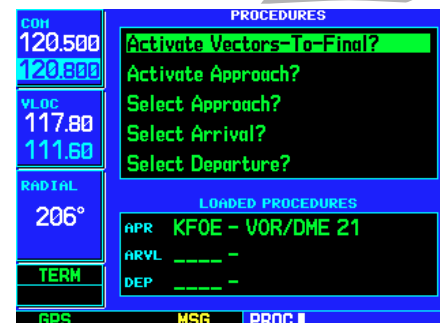 COM
120.500
120.800
VLOC
117.80
111.60
RADIAL
206°
TERM
GPS
PROCEDURES
Activate Vectors-To-Final?
Activate Approach?
Select Approach?
Select Arrival?
Select Departure?
LOADED PROCEDURES
APR KFOE - VOR/DME 21
ARVL ____ -
DEP ____ -
MSG
PROC